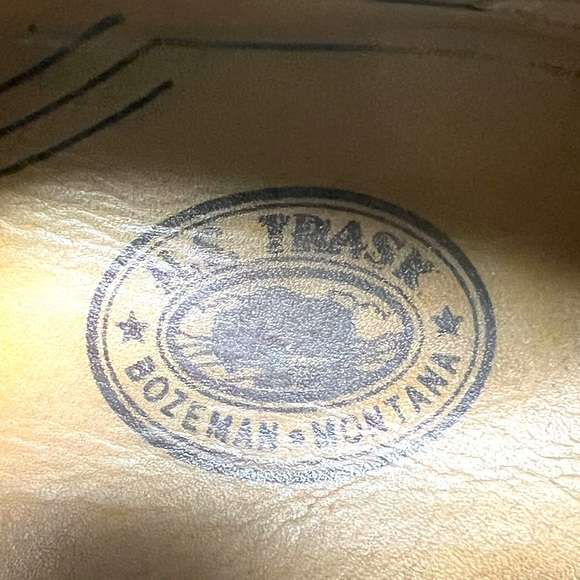 H.S. TRASK
BOZEMAN ★ MONTANA